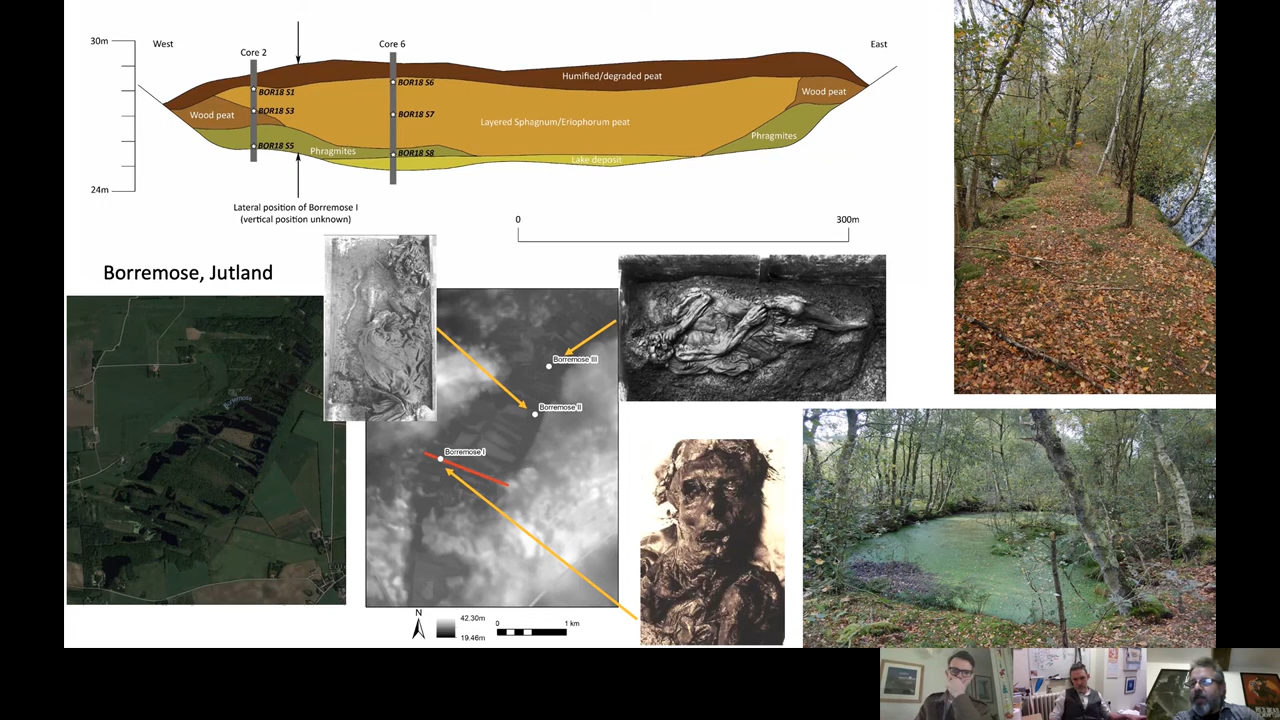 30m
West
Core 2
Core 6
East
BOR18 S1
BOR18 S6
Humified/degraded peat
Wood peat
Wood peat
BOR18 S3
BOR18 S7
Layered Sphagnum/Eriophorum peat
BOR18 S5
Phragmites
BOR18 S8
Phragmites
Lake deposit
24m
Lateral position of Borremose I
(vertical position unknown)
0
300m
Borremose, Jutland
Borremose
Borremose III
Borremose II
Borremose I
N
42.30m
19.46m
0
1 km